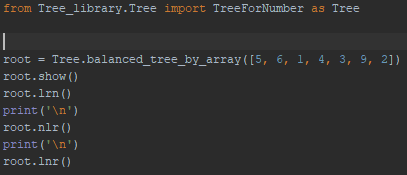 from Tree_library.Tree import TreeForNumber as Tree
root = Tree.balanced_tree_by_array([5, 6, 1, 4, 3, 9, 2])
root.show()
root.lrn()
print('\n')
root.nlr()
print('\n')
root.lnr()